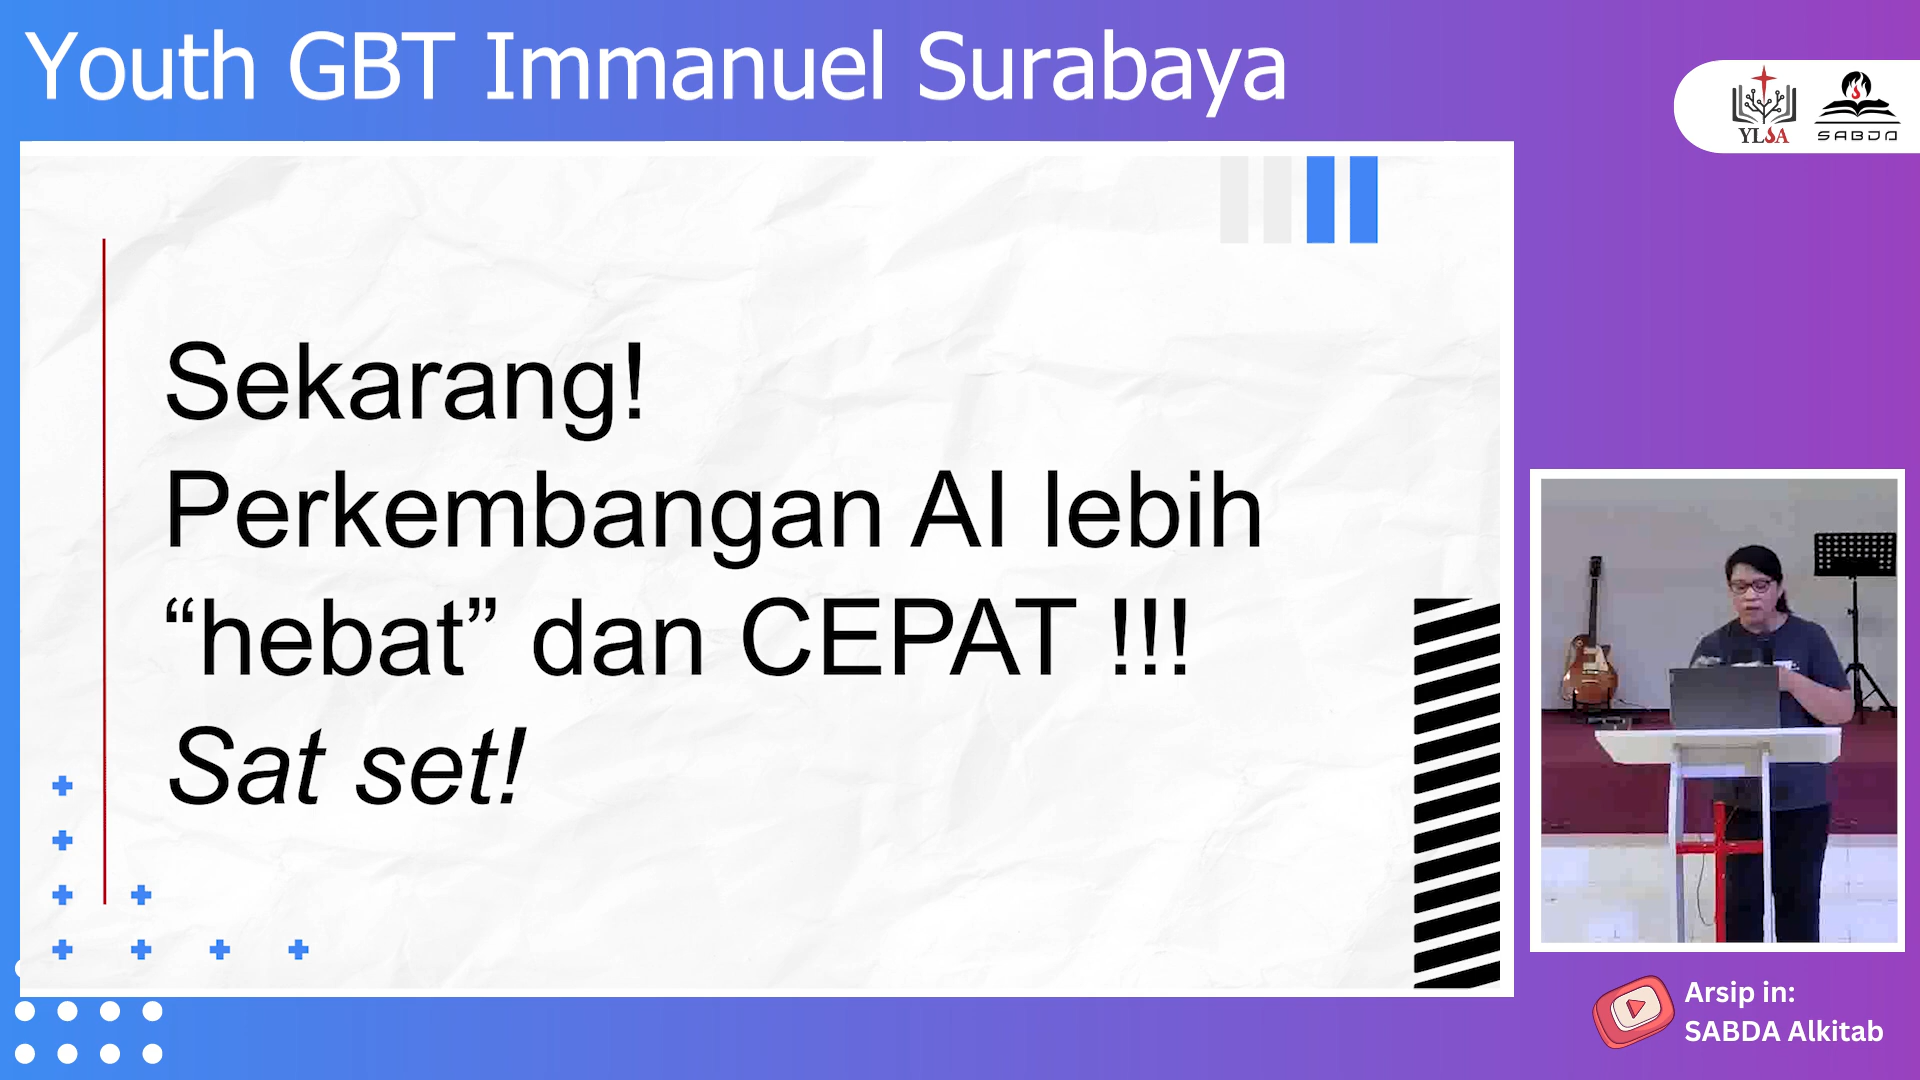 Youth GBT Immanuel Surabaya
YLSA
SABDA
Sekarang!
Perkembangan AI lebih
“hebat” dan CEPAT !!!
Sat set!
Arsip in:
SABDA Alkitab